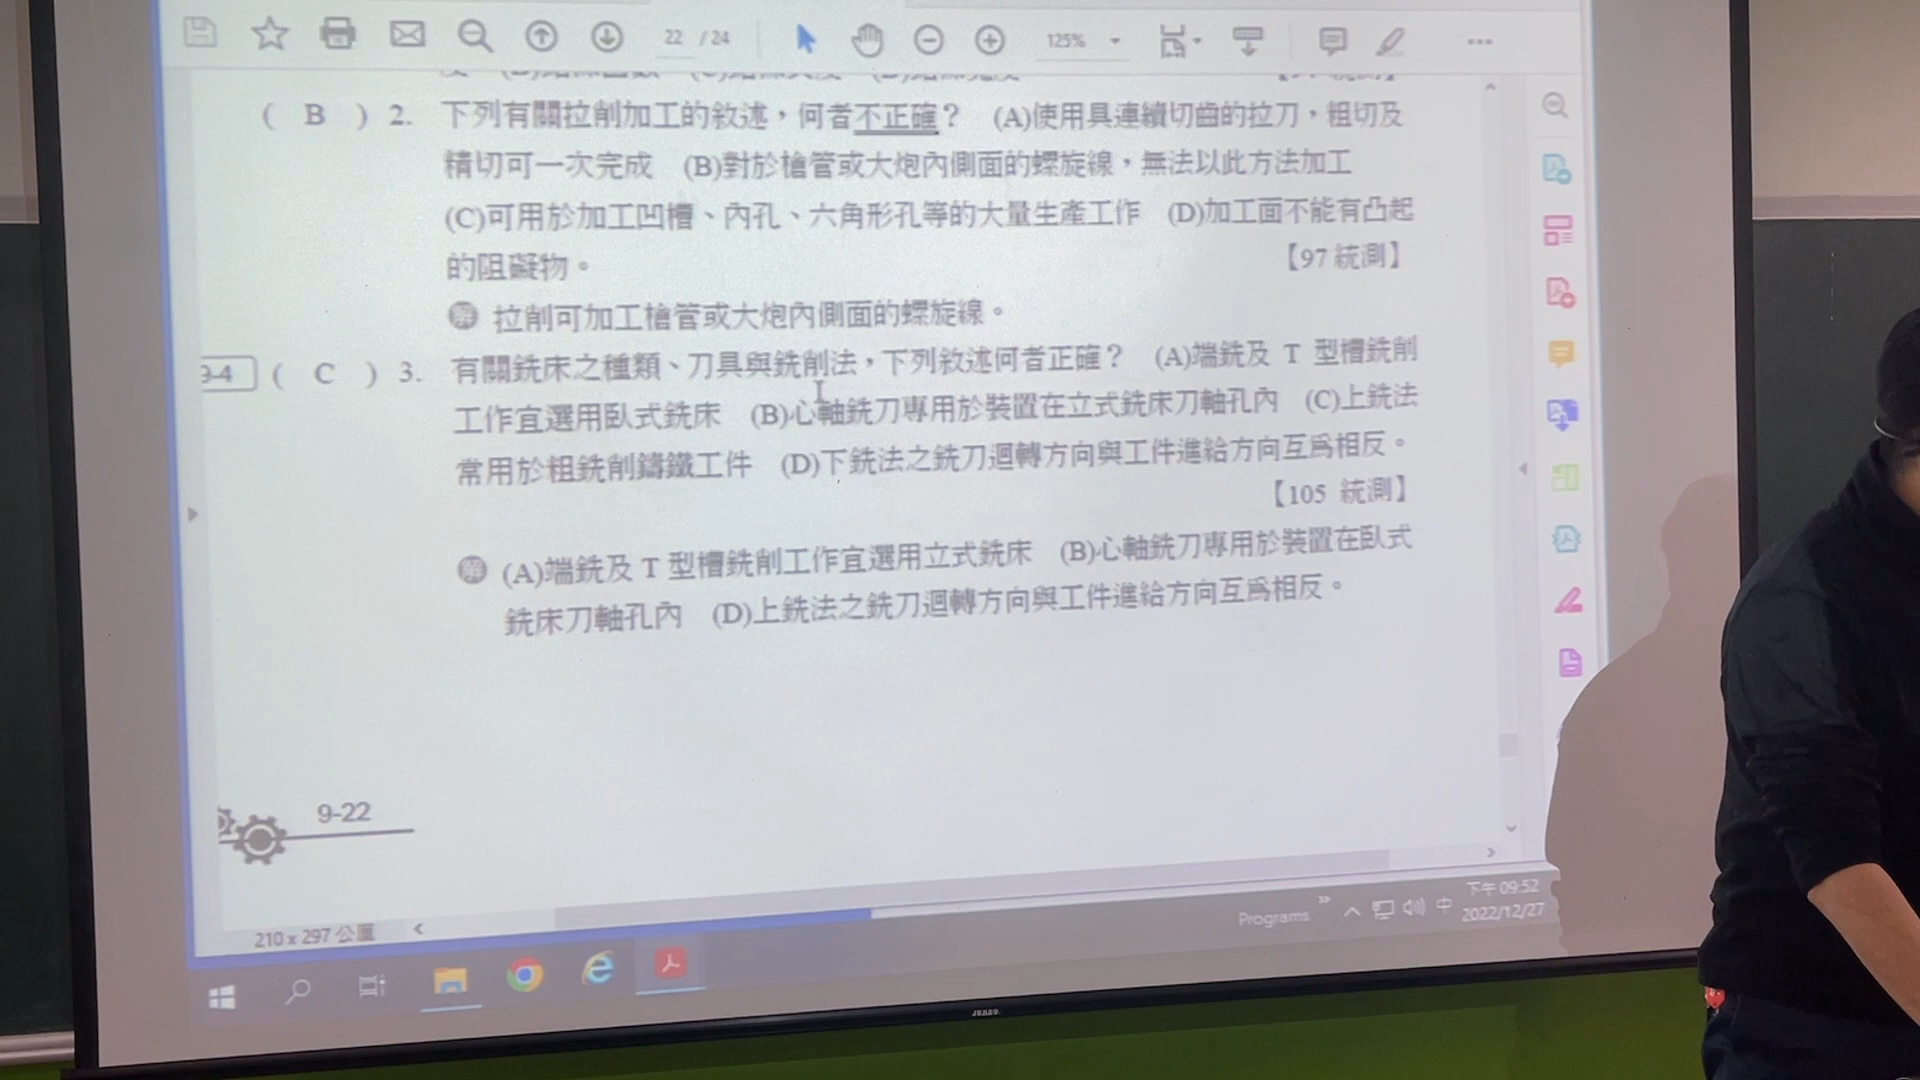 22 / 24
125%
( B ) 2. 下列有關拉削加工的敘述，何者不正確？ (A)使用具連續切齒的拉刀，粗切及
精切可一次完成 (B)對於槍管或大炮內側面的螺旋線，無法以此方法加工
(C)可用於加工凹槽、內孔、六角形孔等的大量生產工作 (D)加工面不能有凸起
的阻礙物。
【97 統測】
解 拉削可加工槍管或大炮內側面的螺旋線。
9-4 ( C ) 3. 有關銑床之種類、刀具與銑削法，下列敘述何者正確？ (A)端銑及 T 型槽銑削
工作宜選用臥式銑床 (B)心軸銑刀專用於裝置在立式銑床刀軸孔內 (C)上銑法
常用於粗銑削鑄鐵工件 (D)下銑法之銑刀迴轉方向與工件進給方向互為相反。
【105 統測】
解 (A)端銑及 T 型槽銑削工作宜選用立式銑床 (B)心軸銑刀專用於裝置在臥式
銑床刀軸孔內 (D)上銑法之銑刀迴轉方向與工件進給方向互為相反。
9-22
210 x 297 公釐
Programs
中
下午 09:52
2022/12/27